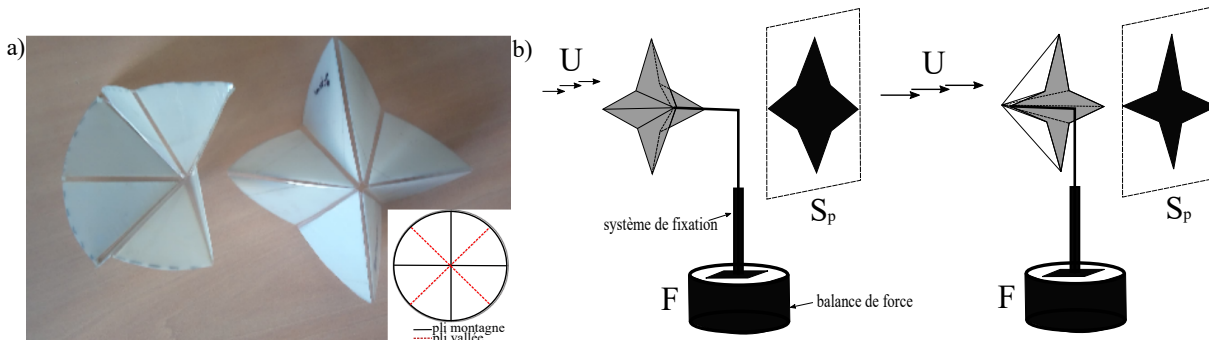 a)
pli montagne
pli vallée
b)
U
Sp
système de fixation
F
balance de force
U
Sp
F